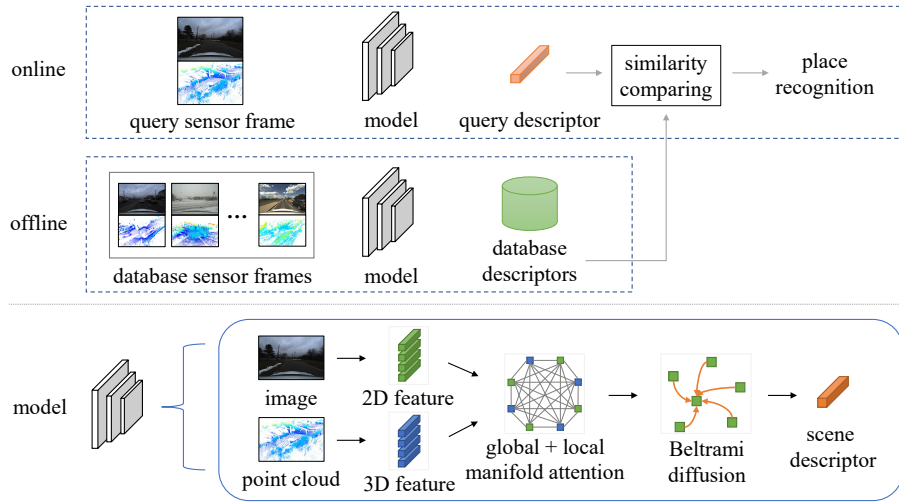 online
query sensor frame
model
query descriptor
similarity
comparing
place
recognition
offline
...
database sensor frames
model
database
descriptors
model
image
2D feature
point cloud
3D feature
global + local
manifold attention
Beltrami
diffusion
scene
descriptor